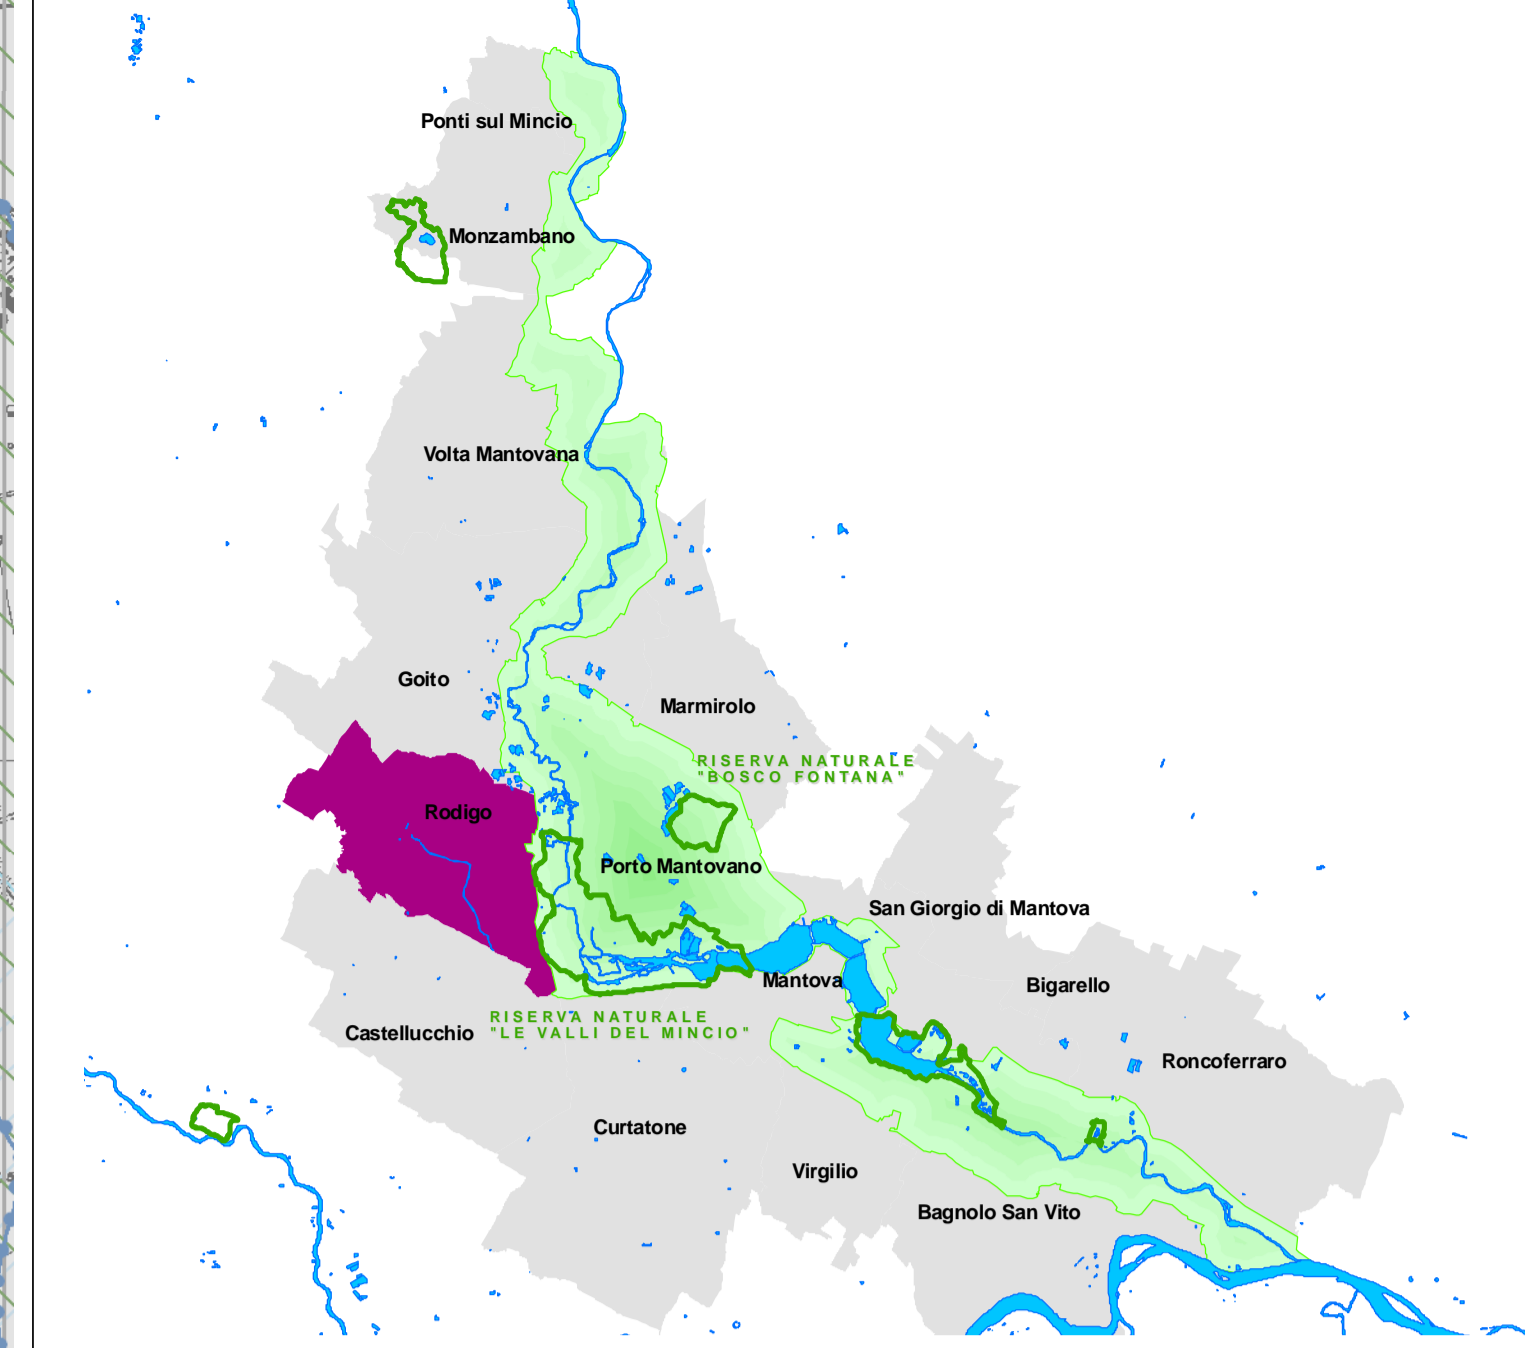 Ponti sul Mincio
Monzambano
Volta Mantovana
Goito
Marmirolo
RISERVA NATURALE
"BOSCO FONTANA"
Rodigo
Porto Mantovano
San Giorgio di Mantova
Mantova
Bigarello
RISERVA NATURALE
"LE VALLI DEL MINCIO"
Castellucchio
Roncoferraro
Curtatone
Virgilio
Bagnolo San Vito